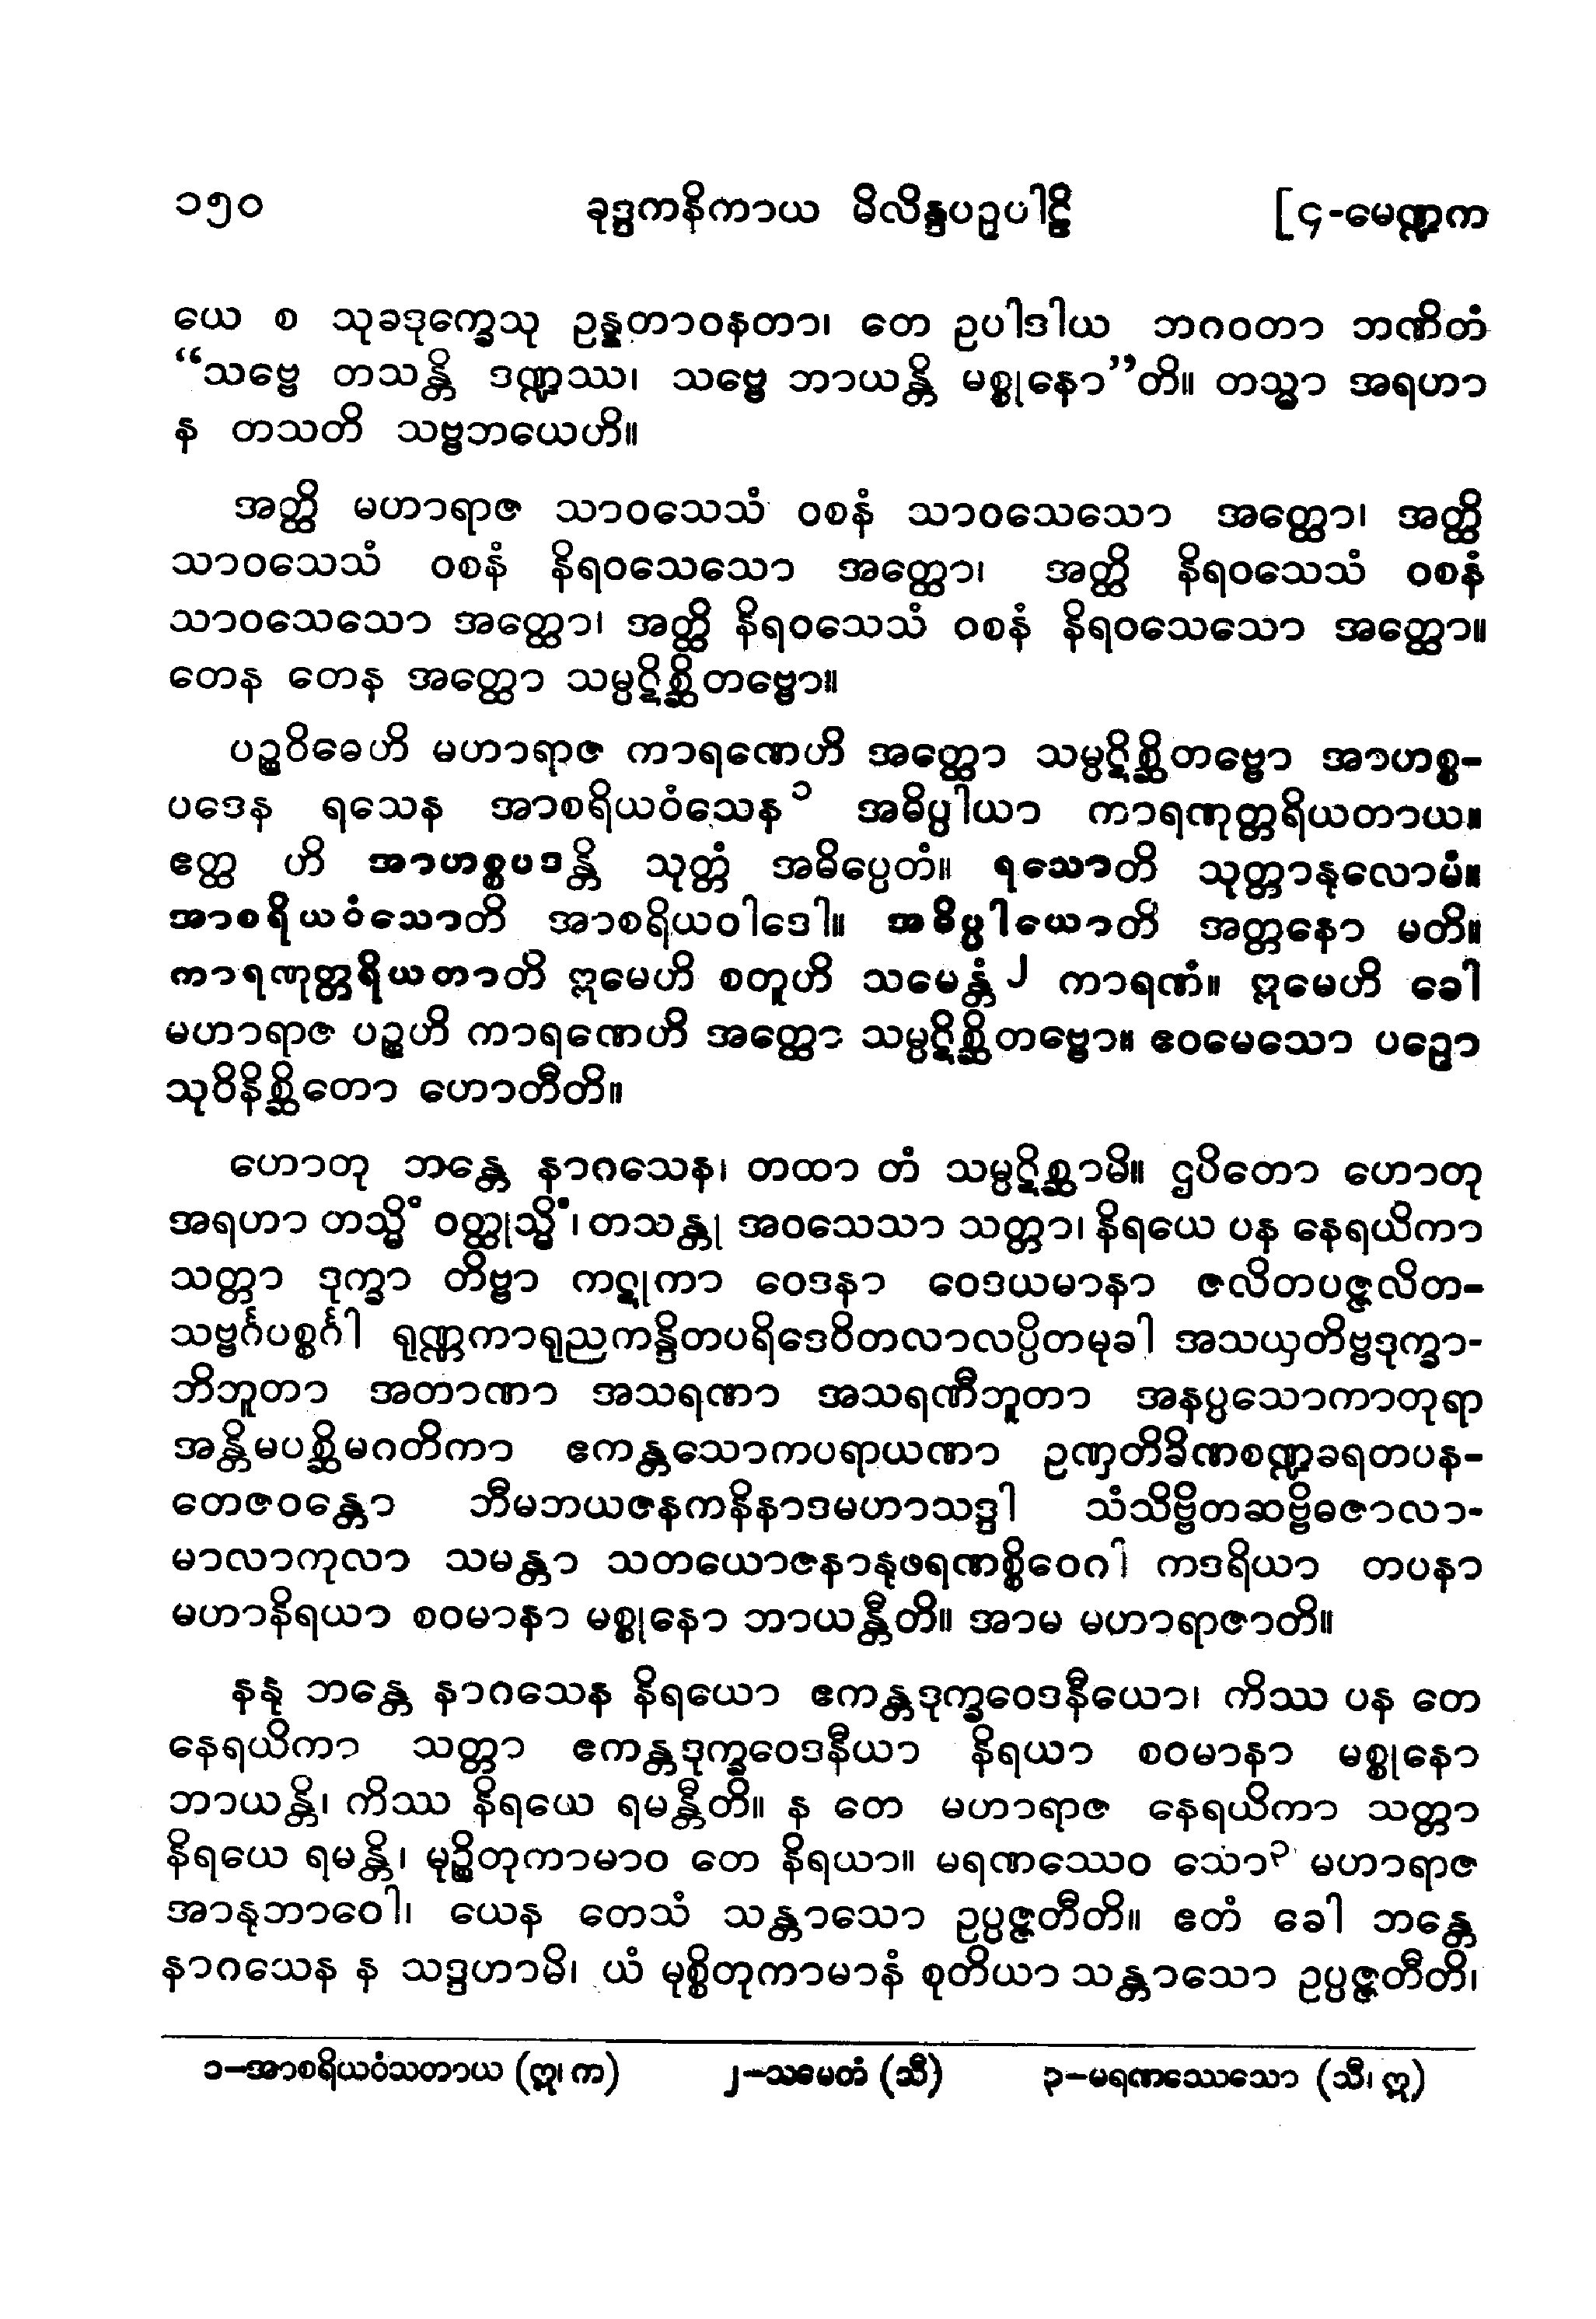 ၁၅၀ ခုဒ္ဒကနိကာယ မိလိန္ဒပဉှပါဠိ [၄-မေဏ္ဍက
ယေ စ သုခဒုက္ခေသု ဥန္နတာဝနတာ၊ တေ ဥပါဒါယ ဘဂဝတာ ဘဏိတံ
“သဗ္ဗေ တသန္တိ ဒဏ္ဍဿ၊ သဗ္ဗေ ဘာယန္တိ မစ္စုနော”တိ။ တသ္မာ အရဟာ
န တသတိ သဗ္ဗဘယေဟိ။
အတ္ထိ မဟာရာဇ သာဝသေသံ ဝစနံ သာဝသေသော အတ္ထော၊ အတ္ထိ
သာဝသေသံ ဝစနံ နိရဝသေသော အတ္ထော၊ အတ္ထိ နိရဝသေသံ ဝစနံ
သာဝသေသော အတ္ထော၊ အတ္ထိ နိရဝသေသံ ဝစနံ နိရဝသေသော အတ္ထော။
တေန တေန အတ္ထော သမ္ပဋိစ္ဆိတဗ္ဗော။
ပဉ္စဝိဓေဟိ မဟာရာဇ ကာရဏေဟိ အတ္ထော သမ္ပဋိစ္ဆိတဗ္ဗော အာဟစ္စ-
ပဒေန ရသေန အာစရိယဝံသေန၁ အဓိပ္ပါယာ ကာရဏုတ္တရိယတာယ။
ဧတ္ထ ဟိ အာဟစ္စပဒန္တိ သုတ္တံ အဓိပ္ပေတံ။ ရသောတိ သုတ္တာနုလောမံ။
အာစရိယဝံသောတိ အာစရိယဝါဒေါ။ အဓိပ္ပါယောတိ အတ္တနော မတိ။
ကာရဏုတ္တရိယတာတိ ဣမေဟိ စတူဟိ သမေန္တံ၂ ကာရဏံ။ ဣမေဟိ ခေါ
မဟာရာဇ ပဉ္စဟိ ကာရဏေဟိ အတ္ထော သမ္ပဋိစ္ဆိတဗ္ဗော။ ဧဝမေသော ပဉှော
သုဝိနိစ္ဆိတော ဟောတီတိ။
ဟောတု ဘန္တေ နာဂသေန၊ တထာ တံ သမ္ပဋိစ္ဆာမိ။ ဌပိတော ဟောတု
အရဟာ တသ္မိံ ဝတ္ထုသ္မိံ၊ တသန္တု အဝသေသာ သတ္တာ၊ နိရယေ ပန နေရယိကာ
သတ္တာ ဒုက္ခာ တိဗ္ဗာ ကဋုကာ ဝေဒနာ ဝေဒယမာနာ ဇလိတပဇ္ဇလိတ-
သဗ္ဗင်္ဂပစ္စင်္ဂါ ရုဏ္ဏကာရုညကန္ဒိတပရိဒေဝိတလာလပ္ပိတမုခါ အသယှတိဗ္ဗဒုက္ခာ-
ဘိဘူတာ အတာဏာ အသရဏာ အသရဏီဘူတာ အနပ္ပသောကာတုရာ
အန္တိမပစ္ဆိမဂတိကာ ဧကန္တသောကပရာယဏာ ဥဏှတိခိဏစဏ္ဍခရတပန-
တေဇဝန္တော ဘီမဘယဇနကနိနာဒမဟာသဒ္ဒါ သံသိဗ္ဗိတဆဗ္ဗိဓဇာလာ-
မာလာကုလာ သမန္တာ သတယောဇနာနုဖရဏစ္စိဝေဂါ ကဒရိယာ တပနာ
မဟာနိရယာ စဝမာနာ မစ္စုနော ဘာယန္တီတိ။ အာမ မဟာရာဇာတိ။
နနု ဘန္တေ နာဂသေန နိရယော ဧကန္တဒုက္ခဝေဒနီယော၊ ကိဿ ပန တေ
နေရယိကာ သတ္တာ ဧကန္တဒုက္ခဝေဒနီယာ နိရယာ စဝမာနာ မစ္စုနော
ဘာယန္တိ၊ ကိဿ နိရယေ ရမန္တီတိ။ န တေ မဟာရာဇ နေရယိကာ သတ္တာ
နိရယေ ရမန္တိ၊ မုဉ္စိတုကာမာဝ တေ နိရယာ။ မရဏဿေဝ သော၃ မဟာရာဇ
အာနုဘာဝေါ၊ ယေန တေသံ သန္တာသော ဥပ္ပဇ္ဇတီတိ။ ဧတံ ခေါ ဘန္တေ
နာဂသေန န သဒ္ဒဟာမိ၊ ယံ မုစ္စိတုကာမာနံ စုတိယာ သန္တာသော ဥပ္ပဇ္ဇတီတိ၊
၁-အာစရိယဝံသတာယ (ဣ၊ က) ၂-သမေတံ (သီ) ၃-မရဏဿေသော (သီ၊ ဣ)